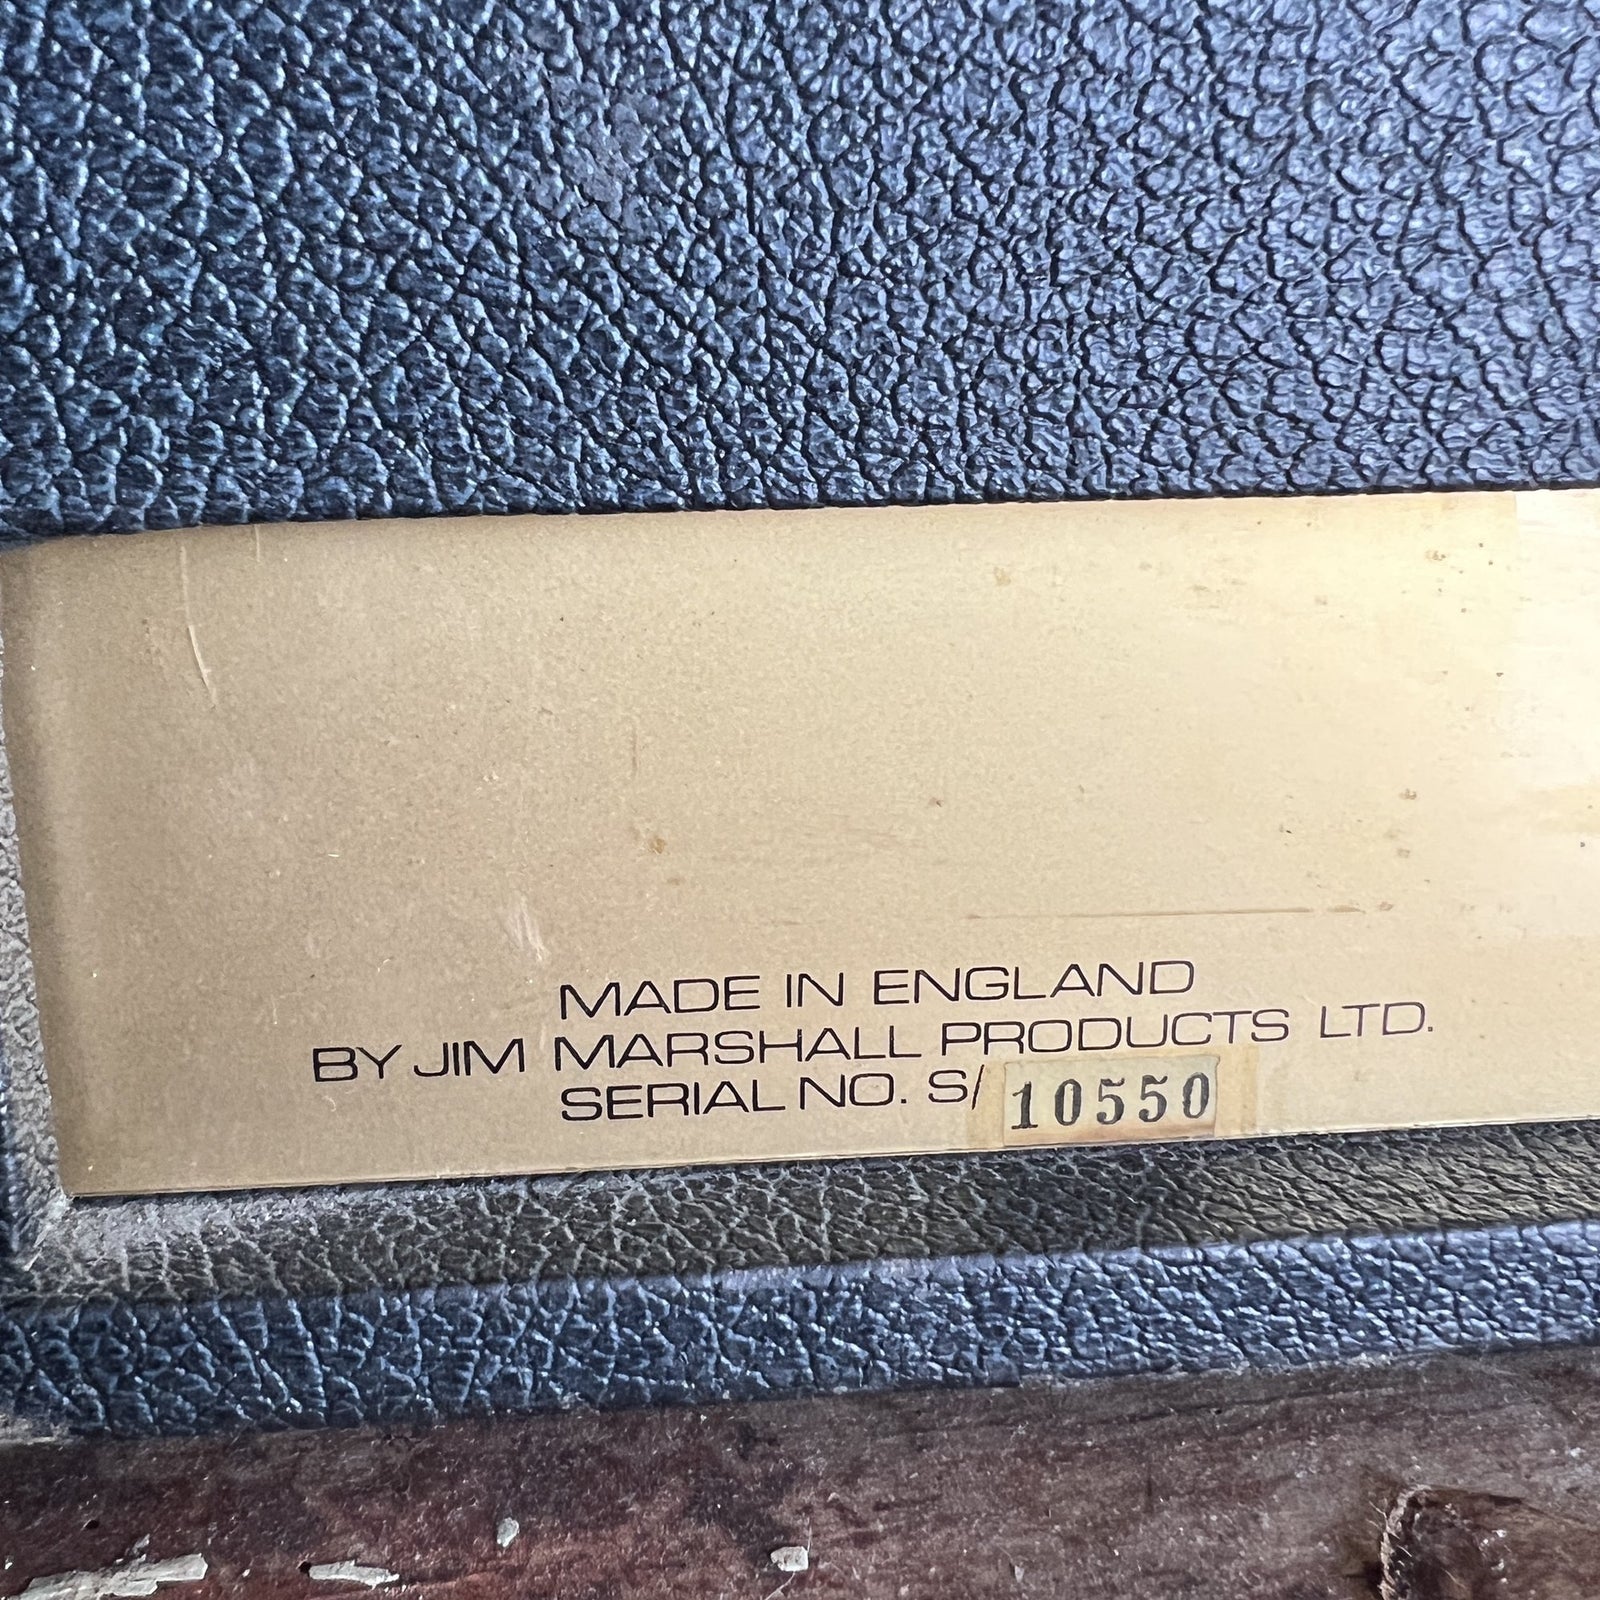 MADE IN ENGLAND
BY JIM MARSHALL PRODUCTS LTD.
SERIAL NO. S/ 10550